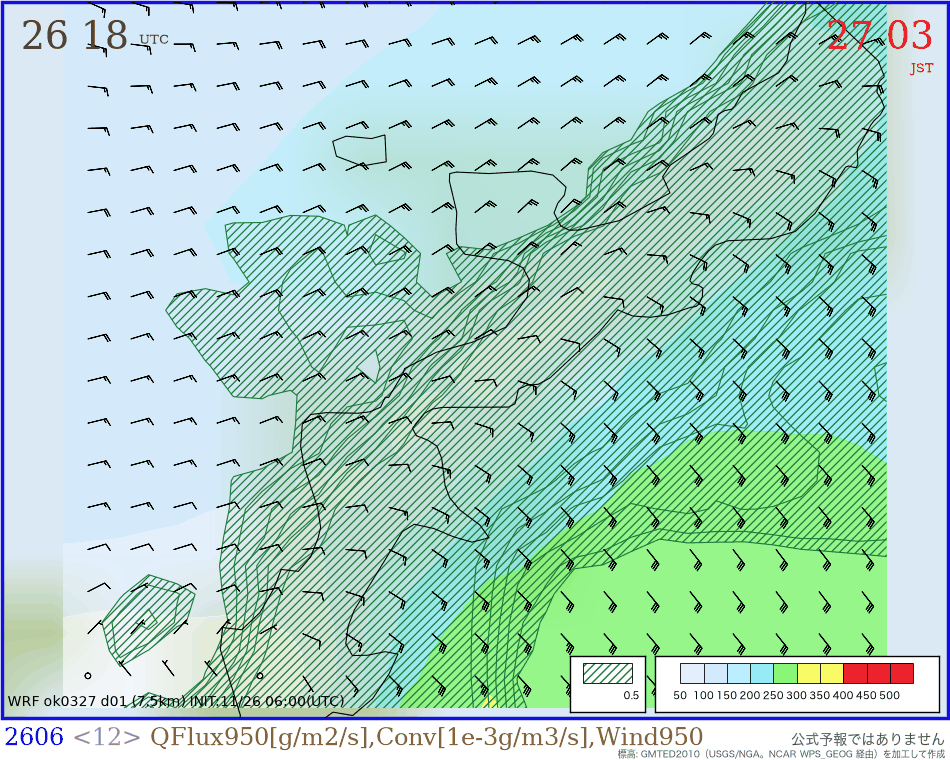 26 18 UTC
27 03
JST
WRF ok0327 d01 (7.5km) INIT:11/26 06:00(UTC)
0.5
50 100 150 200 250 300 350 400 450 500
2606 <12> QFlux950[g/m2/s],Conv[1e-3g/m3/s],Wind950
公式予報ではありません
標高: GMTED2010（USGS/NGA。NCAR WPS_GEOG 経由）を加工して作成